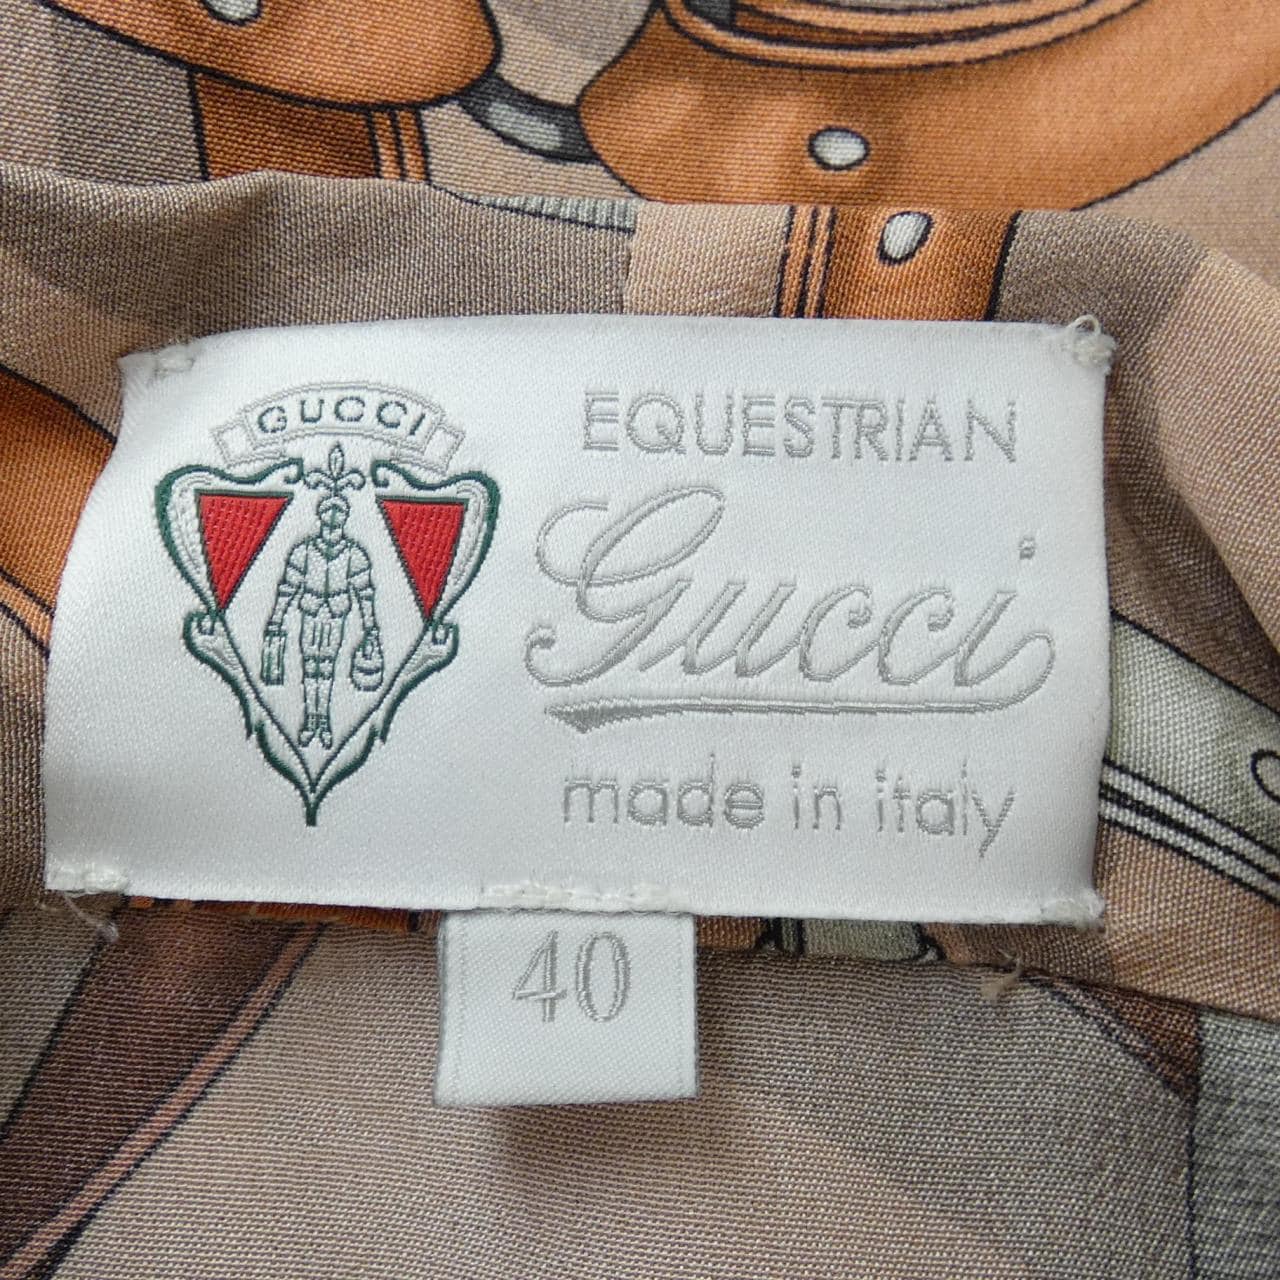 GUCCI
EQUESTRIAN
Gucci
made in italy
40